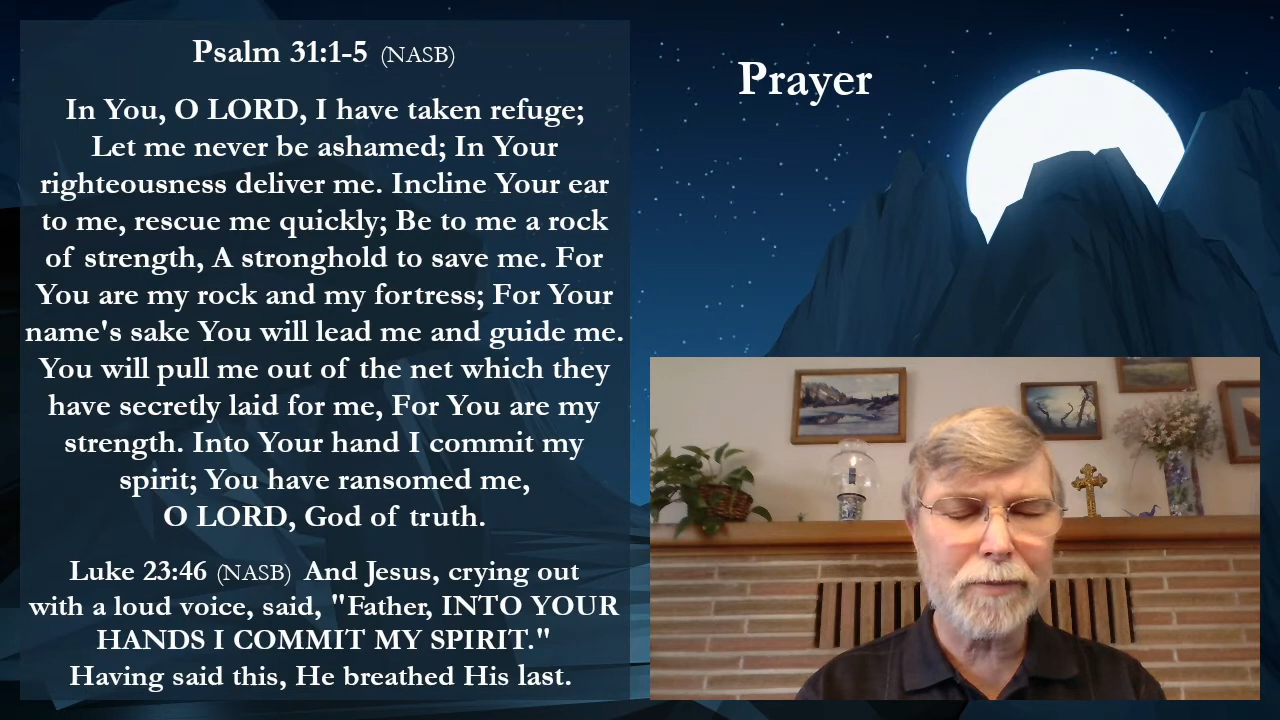 Psalm 31:1-5 (NASB)
In You, O LORD, I have taken refuge;
Let me never be ashamed; In Your
righteousness deliver me. Incline Your ear
to me, rescue me quickly; Be to me a rock
of strength, A stronghold to save me. For
You are my rock and my fortress; For Your
name's sake You will lead me and guide me.
You will pull me out of the net which they
have secretly laid for me, For You are my
strength. Into Your hand I commit my
spirit; You have ransomed me,
O LORD, God of truth.
Luke 23:46 (NASB) And Jesus, crying out
with a loud voice, said, "Father, INTO YOUR
HANDS I COMMIT MY SPIRIT."
Having said this, He breathed His last.
Prayer